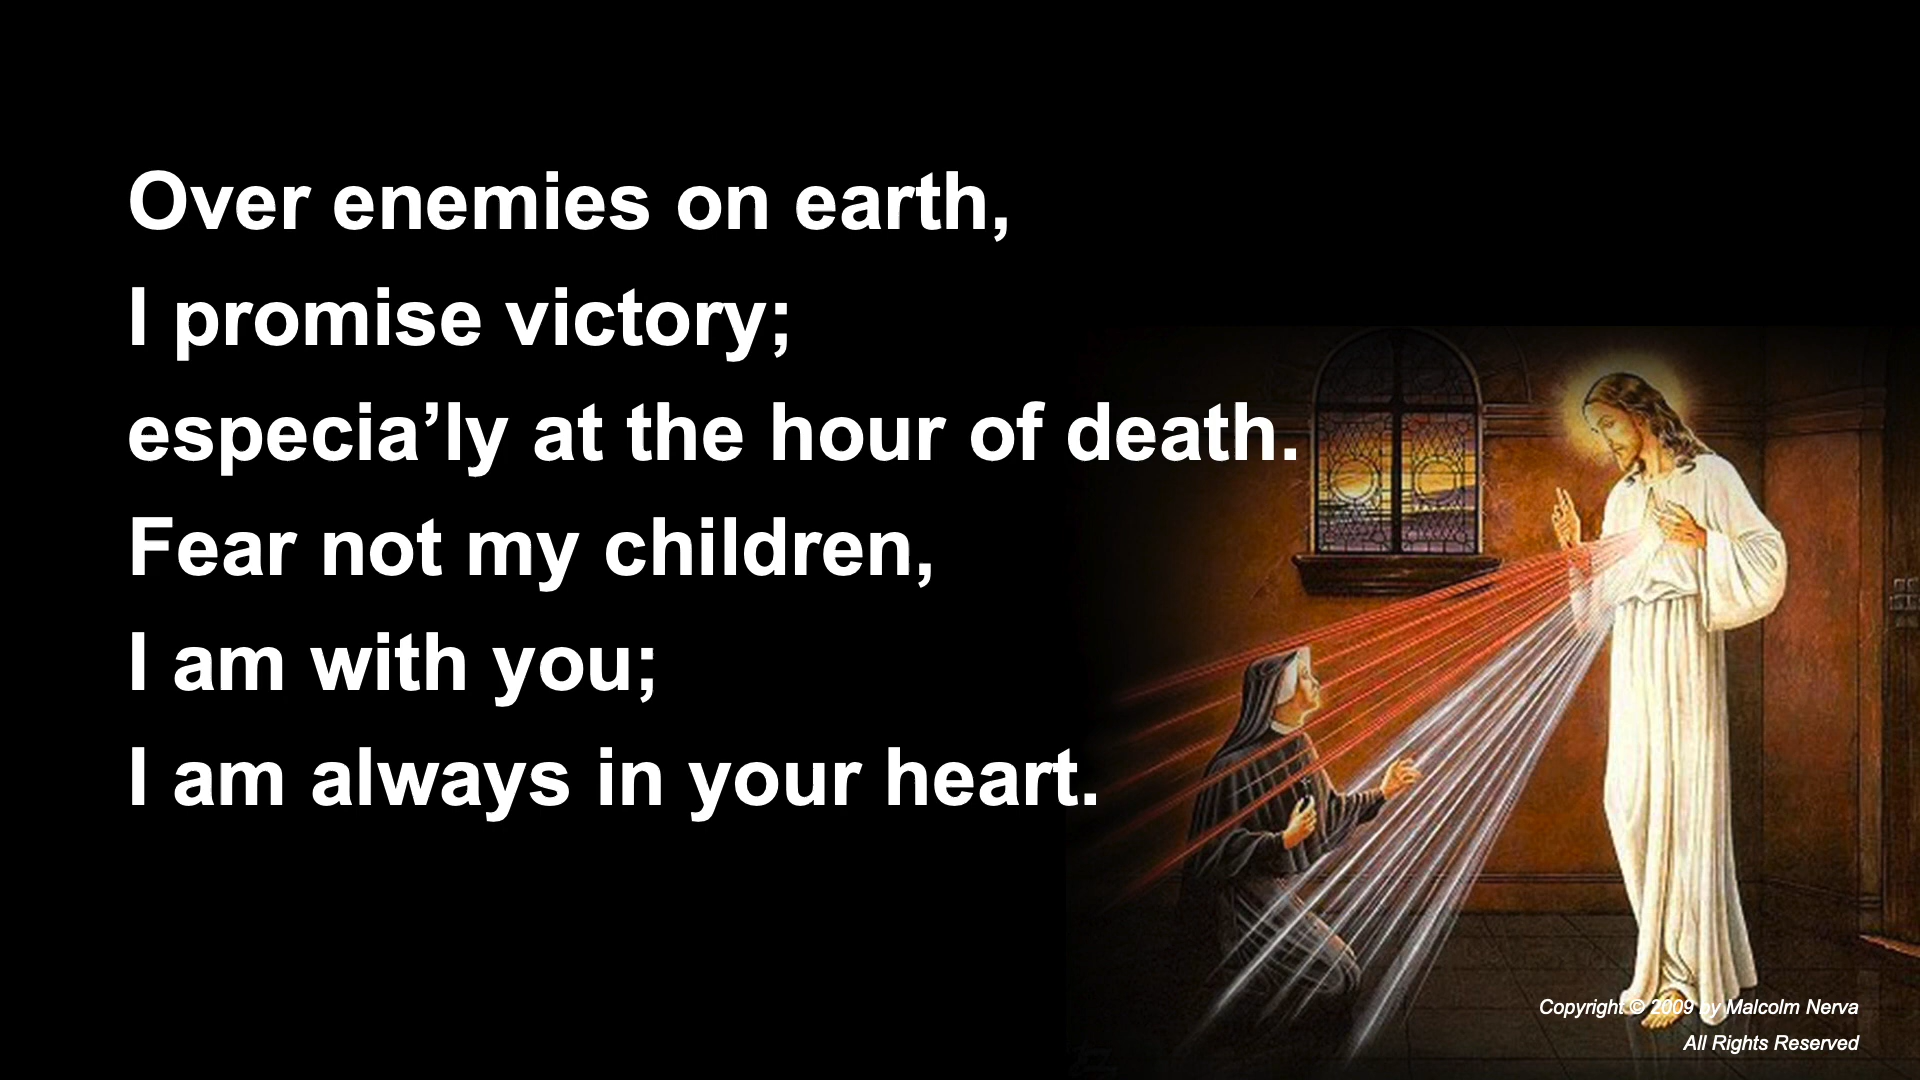 Over enemies on earth,
I promise victory;
especia’ly at the hour of death.
Fear not my children,
I am with you;
I am always in your heart.
Copyright © 2009 by Malcolm Nerva
All Rights Reserved